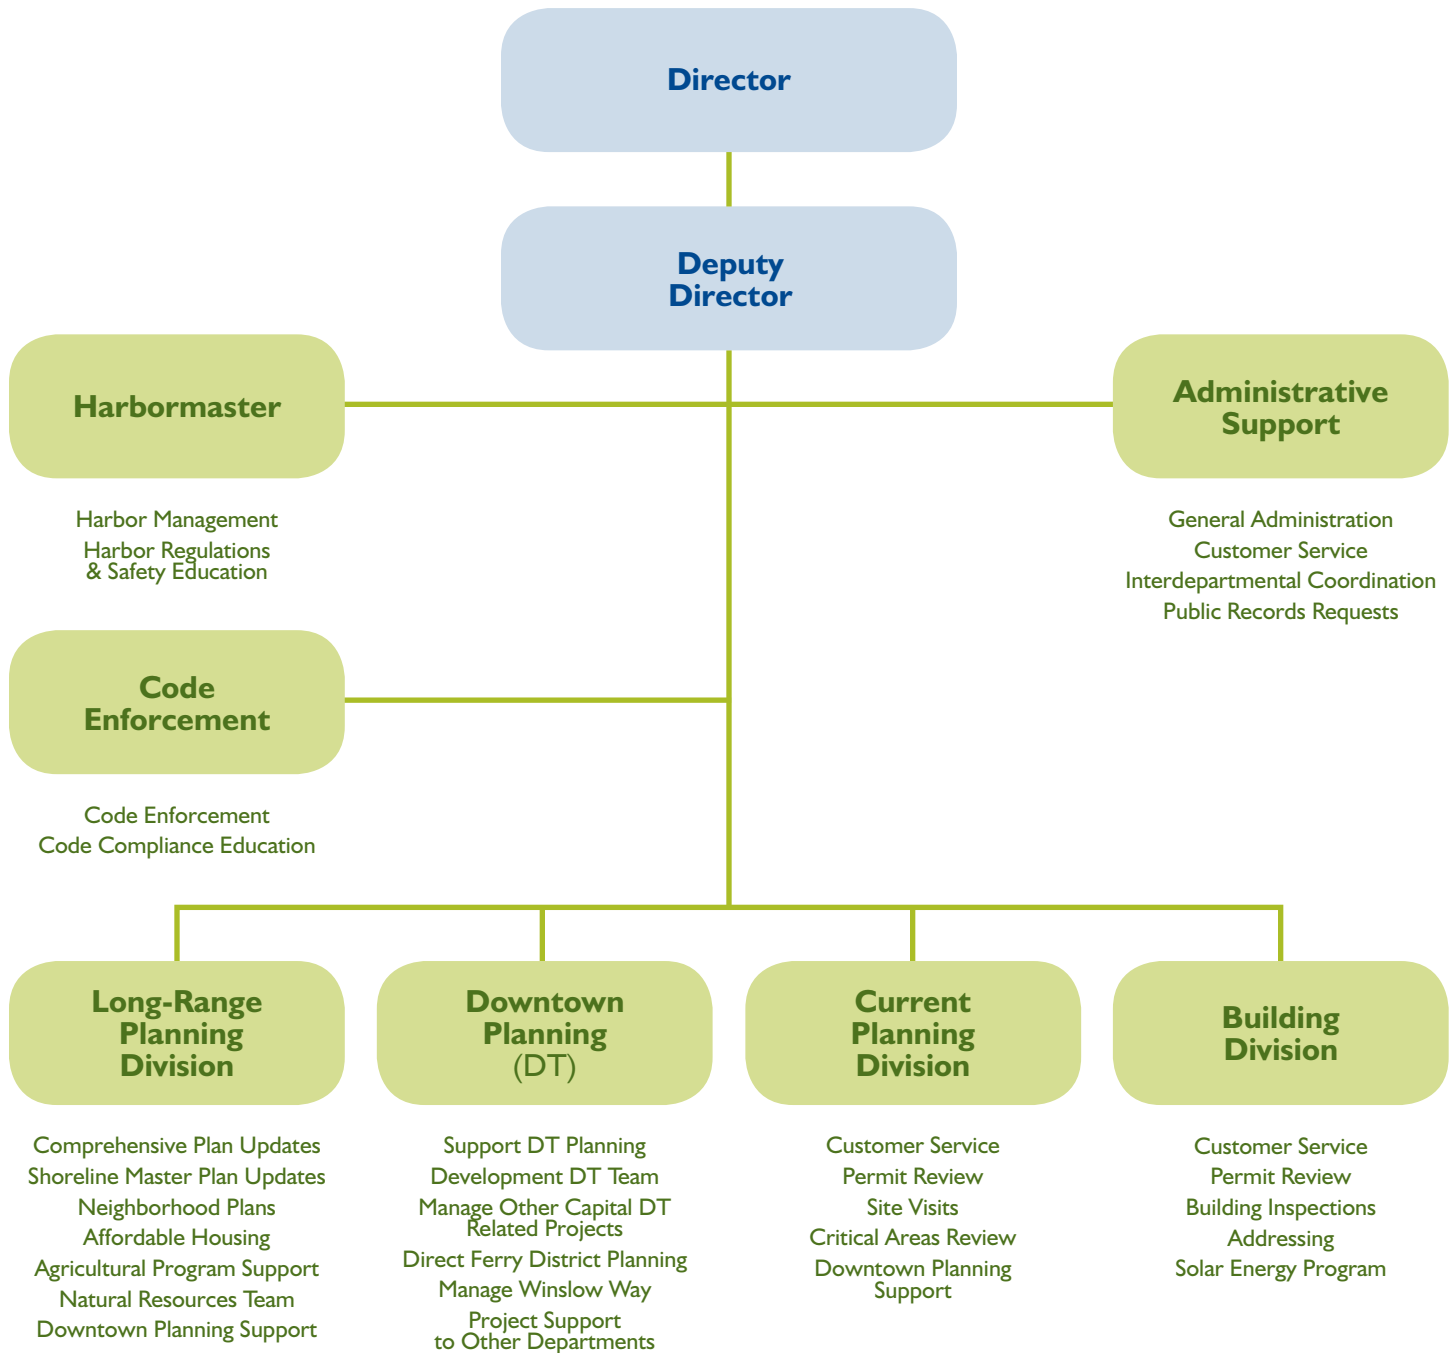 Director
Deputy
Director
Harbormaster
Harbor Management
Harbor Regulations
& Safety Education
Administrative
Support
General Administration
Customer Service
Interdepartmental Coordination
Public Records Requests
Code
Enforcement
Code Enforcement
Code Compliance Education
Long-Range
Planning
Division
Comprehensive Plan Updates
Shoreline Master Plan Updates
Neighborhood Plans
Affordable Housing
Agricultural Program Support
Natural Resources Team
Downtown Planning Support
Downtown
Planning
(DT)
Support DT Planning
Development DT Team
Manage Other Capital DT
Related Projects
Direct Ferry District Planning
Manage Winslow Way
Project Support
to Other Departments
Current
Planning
Division
Customer Service
Permit Review
Site Visits
Critical Areas Review
Downtown Planning
Support
Building
Division
Customer Service
Permit Review
Building Inspections
Addressing
Solar Energy Program